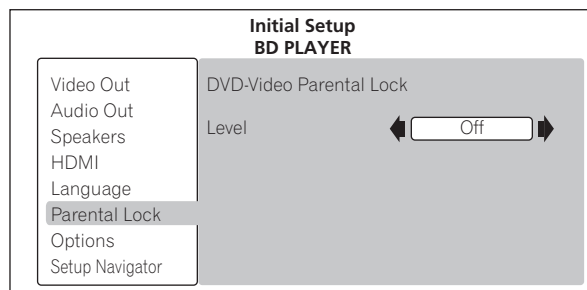 Initial Setup
BD PLAYER
Video Out
Audio Out
Speakers
HDMI
Language
Parental Lock
Options
Setup Navigator
DVD-Video Parental Lock
Level
Off